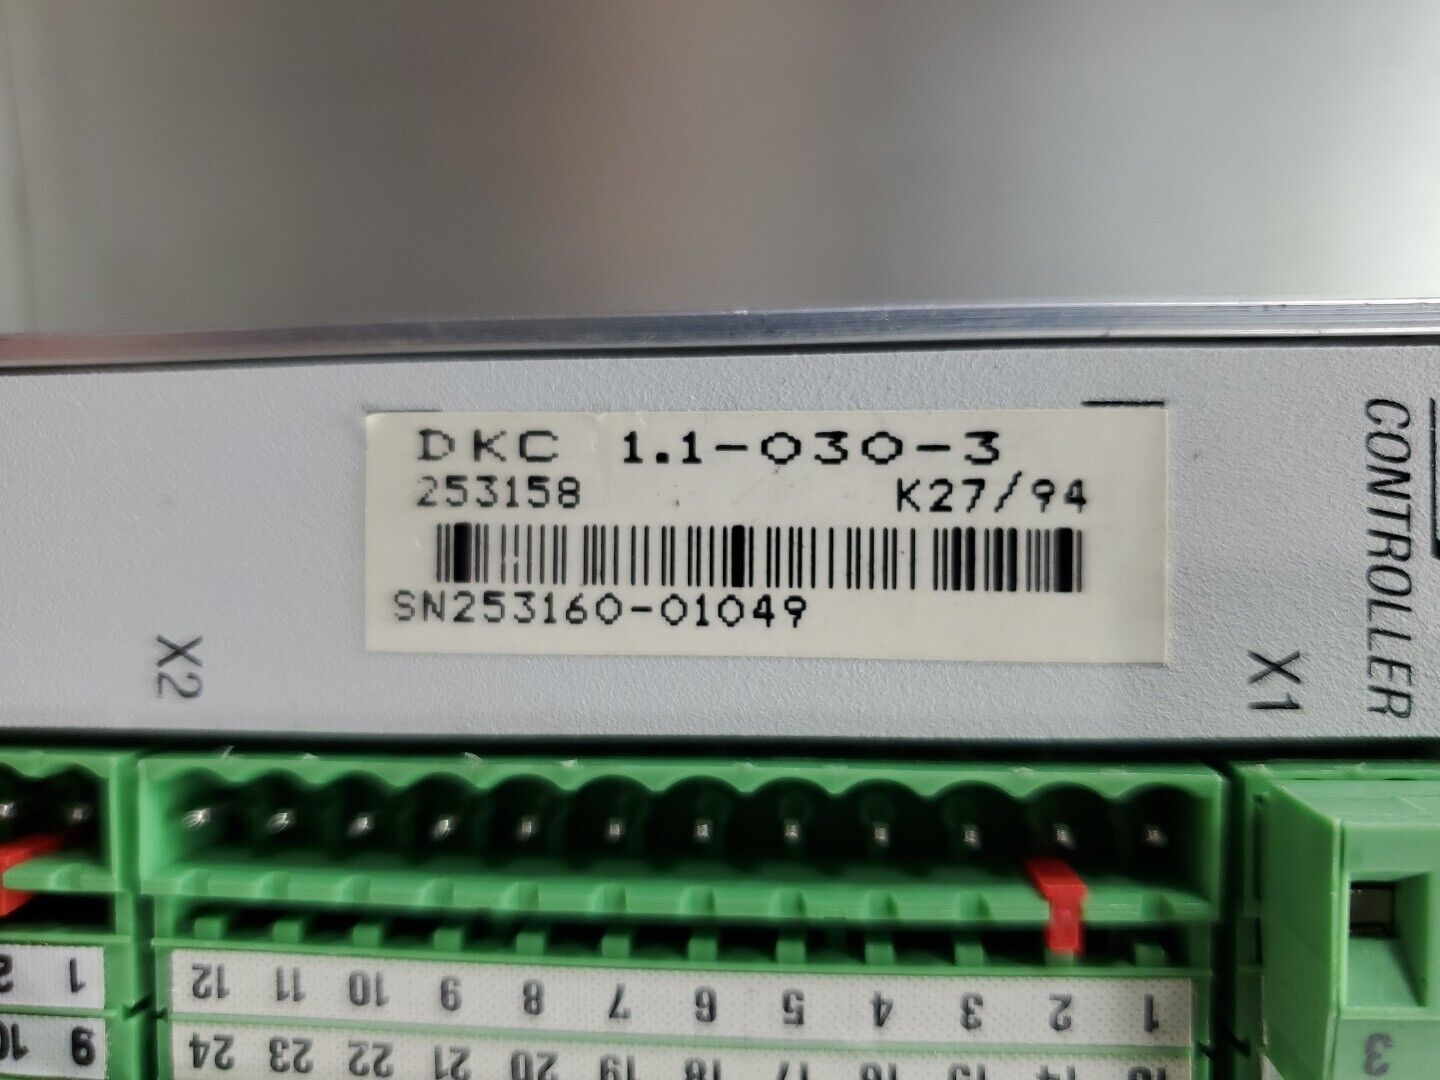 DKC 1.1-030-3
253158 K27/94
SN253160-01049
CONTROLLER
X2
X1
1
12 11 10 9 8 7 6 5 4 3 2 1
9 10
24 23 22 21 20 19 18 17 16 15 14
3